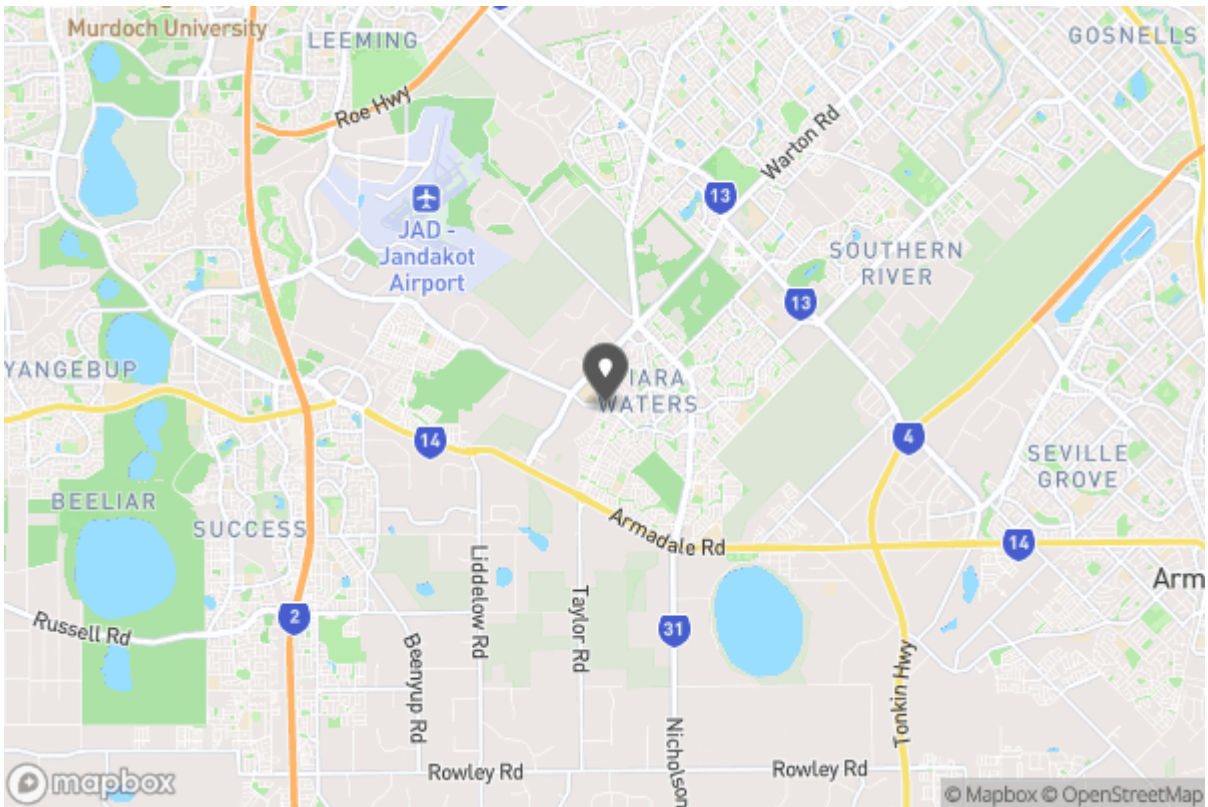 Murdoch University
LEEMING
GOSNELLS
Roe Hwy
Warton Rd
13
JAD -
Jandakot
Airport
SOUTHERN
RIVER
13
YANGEBUP
IARA
WATERS
14
4
SEVILLE
GROVE
BEELIAR
SUCCESS
Armadale Rd
14
Arm
Liddelow Rd
Taylor Rd
2
31
Russell Rd
Beenyup Rd
Tonkin Hwy
Nicholson
Rowley Rd
Rowley Rd
mapbox
© Mapbox © OpenStreetMap